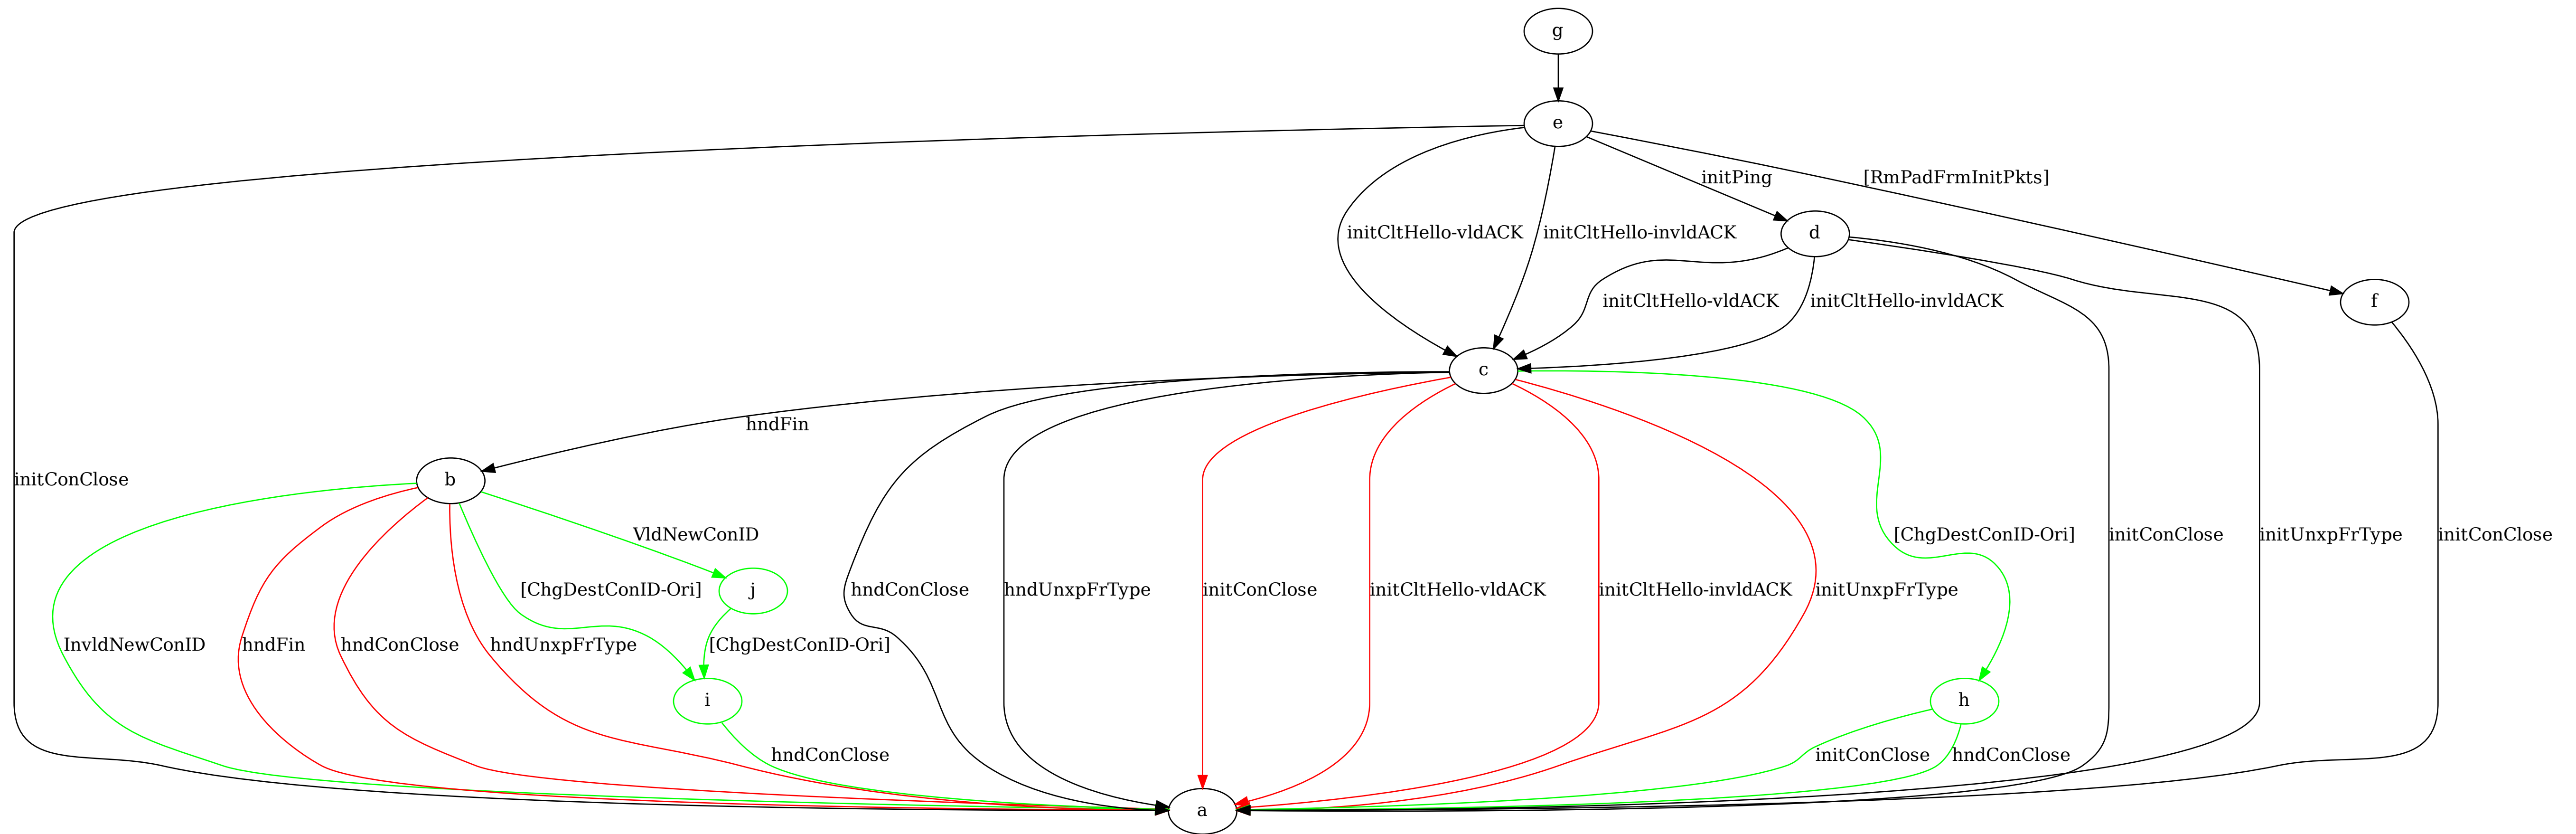 g
e
initPing
[RmPadFrmInitPkts]
initCltHello-vldACK
initCltHello-invldACK
d
initCltHello-vldACK
initCltHello-invldACK
f
c
hndFin
initConClose
b
VldNewConID
[ChgDestConID-Ori]
initConClose
initUnxpFrType
initConClose
[ChgDestConID-Ori]
j
hndConClose
hndUnxpFrType
initConClose
initCltHello-vldACK
initCltHello-invldACK
initUnxpFrType
InvldNewConID
hndFin
hndConClose
hndUnxpFrType
[ChgDestConID-Ori]
i
h
hndConClose
initConClose
hndConClose
a